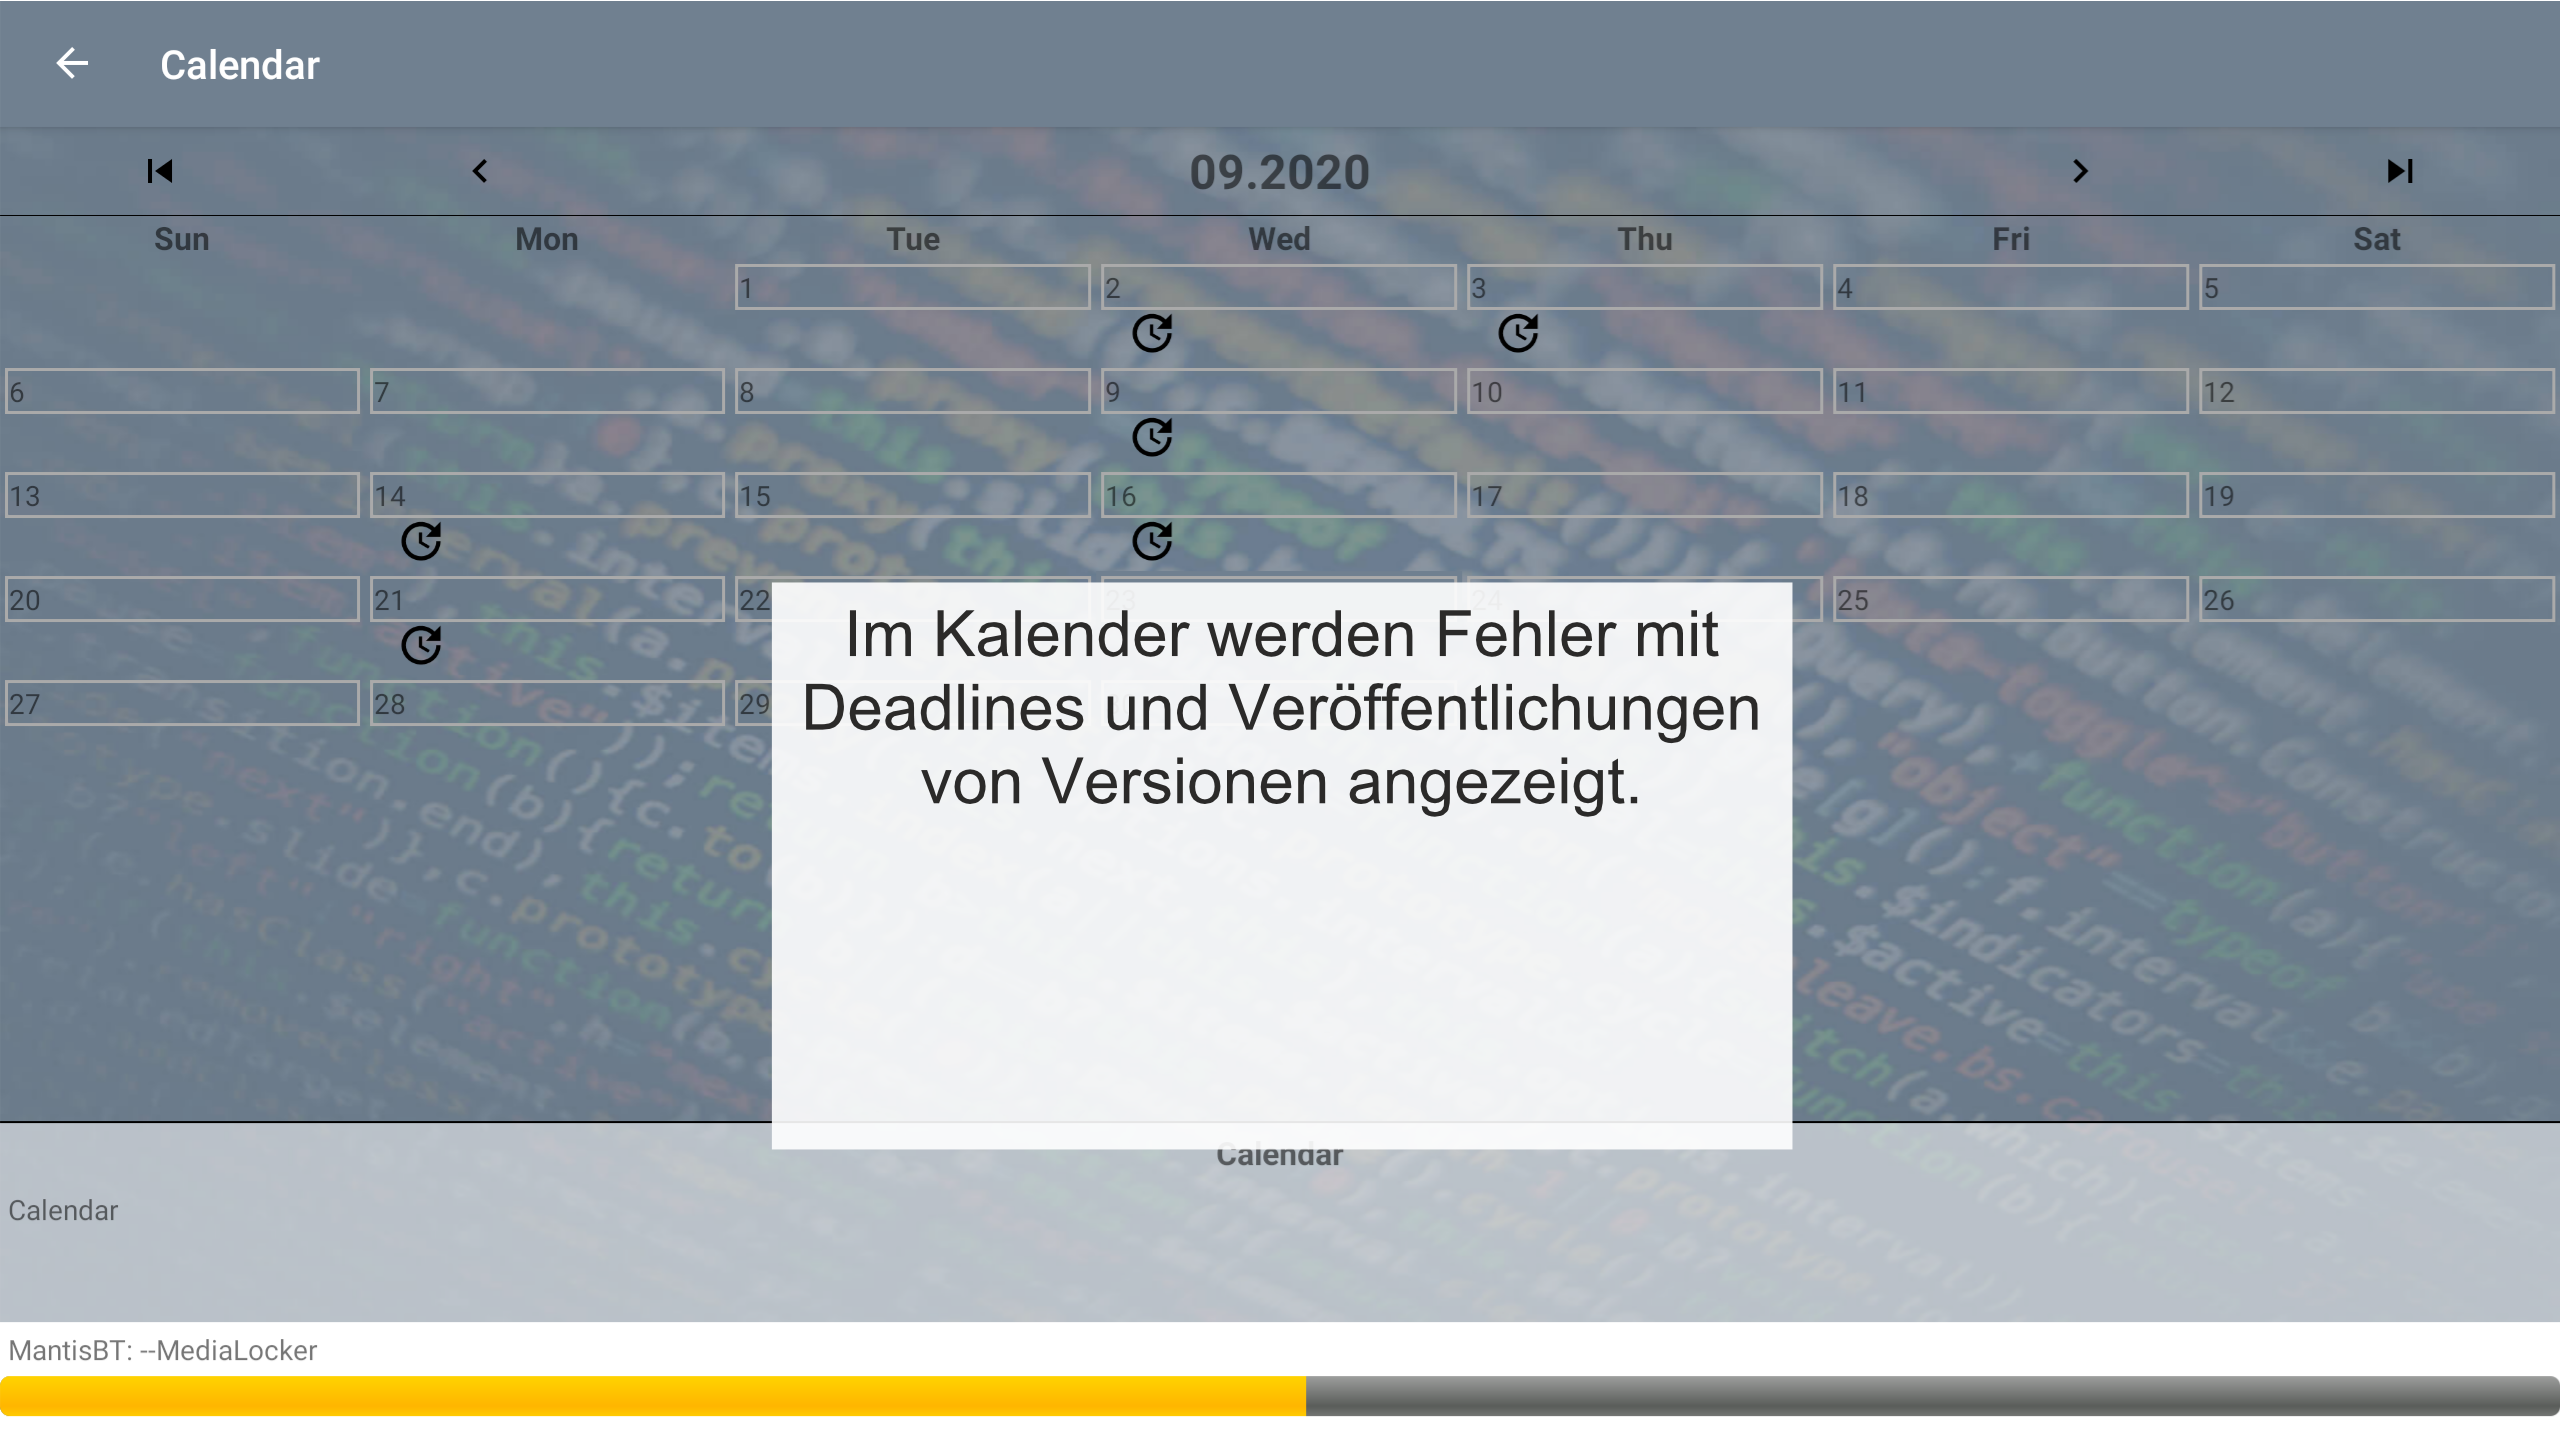 Calendar
09.2020
Sun Mon Tue Wed Thu Fri Sat
1 2 3 4 5
6 7 8 9 10 11 12
13 14 15 16 17 18 19
20 21 22 23 24 25 26
27 28 29
Im Kalender werden Fehler mit
Deadlines und Veröffentlichungen
von Versionen angezeigt.
Calendar
Calendar
MantisBT: --MediaLocker